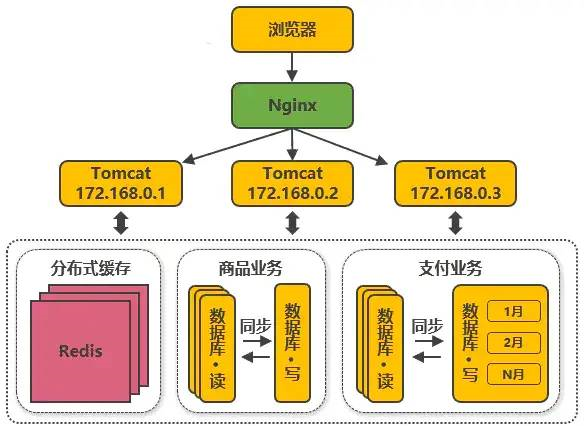 浏览器
Nginx
Tomcat
172.168.0.1
Tomcat
172.168.0.2
Tomcat
172.168.0.3
分布式缓存
Redis
商品业务
数据库·读
同步
数据库·写
支付业务
数据库·读
同步
数据库·写
1月
2月
N月